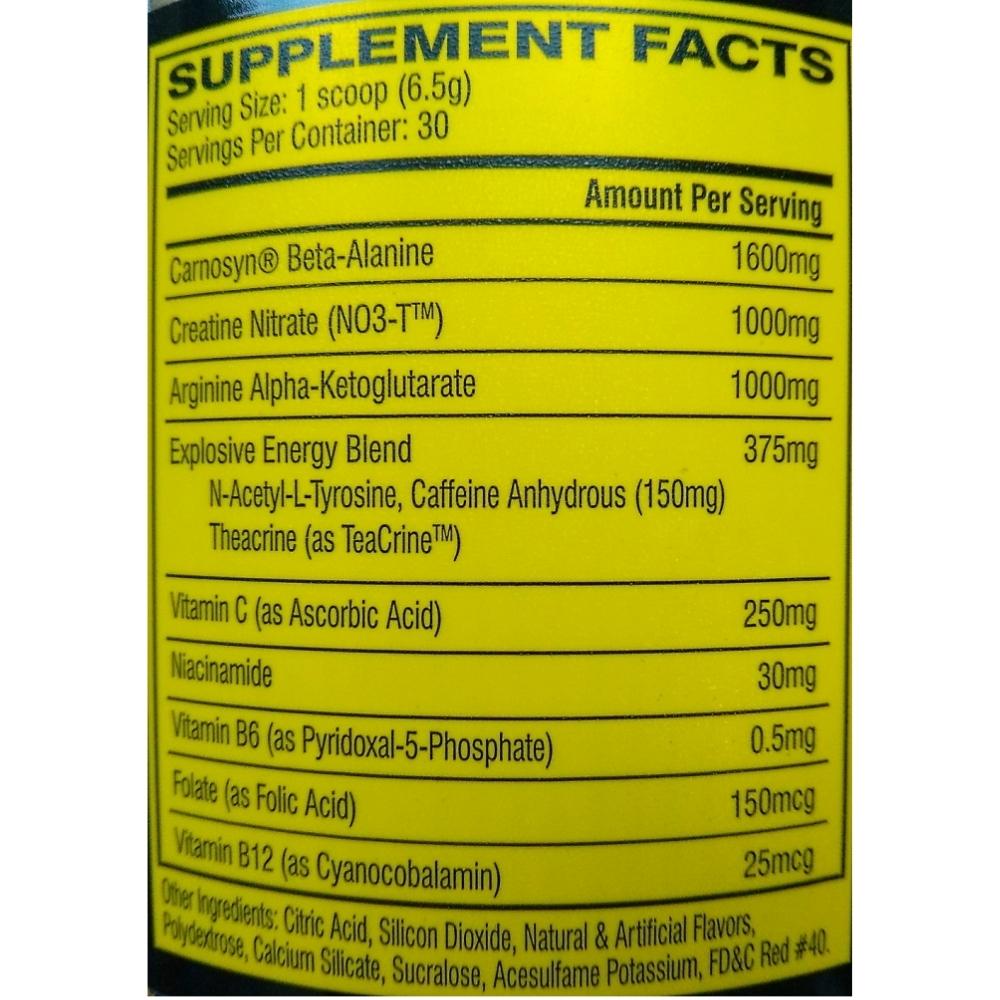 SUPPLEMENT FACTS
Serving Size: 1 scoop (6.5g)
Servings Per Container: 30
Amount Per Serving
Carnosyn® Beta-Alanine 1600mg
Creatine Nitrate (NO3-T™) 1000mg
Arginine Alpha-Ketoglutarate 1000mg
Explosive Energy Blend 375mg
N-Acetyl-L-Tyrosine, Caffeine Anhydrous (150mg)
Theacrine (as TeaCrine™)
Vitamin C (as Ascorbic Acid) 250mg
Niacinamide 30mg
Vitamin B6 (as Pyridoxal-5-Phosphate) 0.5mg
Folate (as Folic Acid) 150mcg
Vitamin B12 (as Cyanocobalamin) 25mcg
Other Ingredients: Citric Acid, Silicon Dioxide, Natural & Artificial Flavors,
Polydextrose, Calcium Silicate, Sucralose, Acesulfame Potassium, FD&C Red #40.